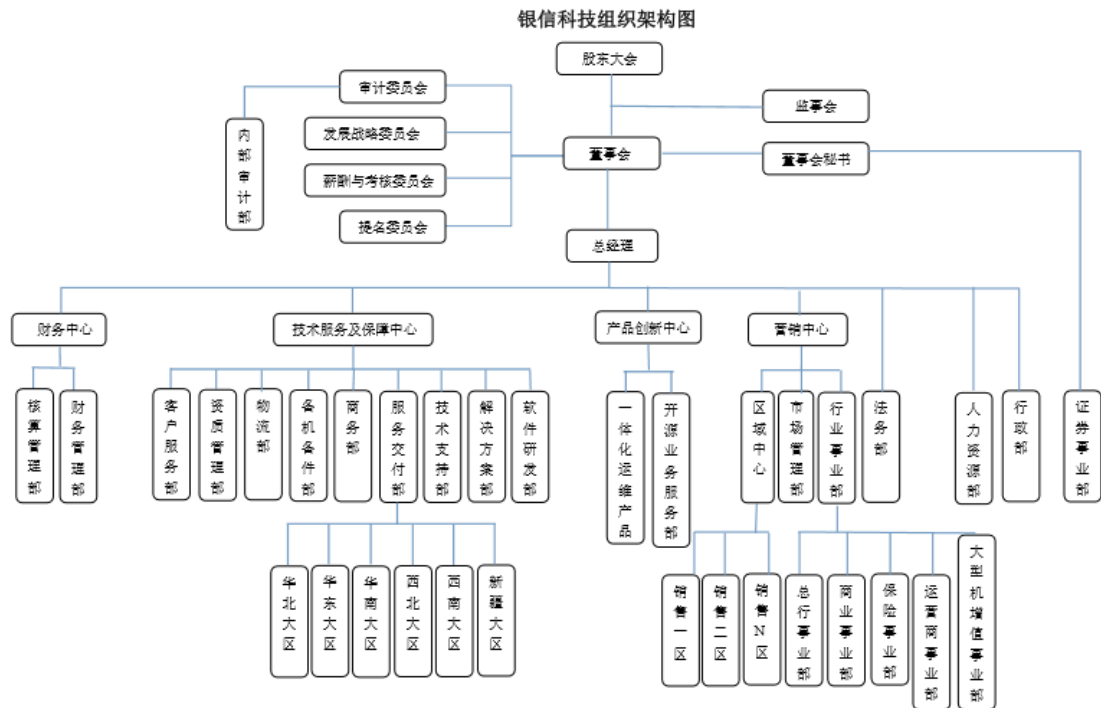 银信科技组织架构图
股东大会
审计委员会
监事会
发展战略委员会
内部审计部
董事会
董事会秘书
薪酬与考核委员会
提名委员会
总经理
财务中心
技术服务及保障中心
产品创新中心
营销中心
核算管理部
财务管理部
客户服务部
资质管理部
物流部
备机备件部
商务部
服务交付部
技术支持部
解决方案部
软件研发部
一体化运维产品
开源业务服务部
区域中心
市场管理部
行业事业部
法务部
人力资源部
行政部
证券事业部
华北大区
华东大区
华南大区
西北大区
西南大区
新疆大区
销售一区
销售二区
销售N区
总行事业部
商业事业部
保险事业部
运营商事业部
大型机增值事业部